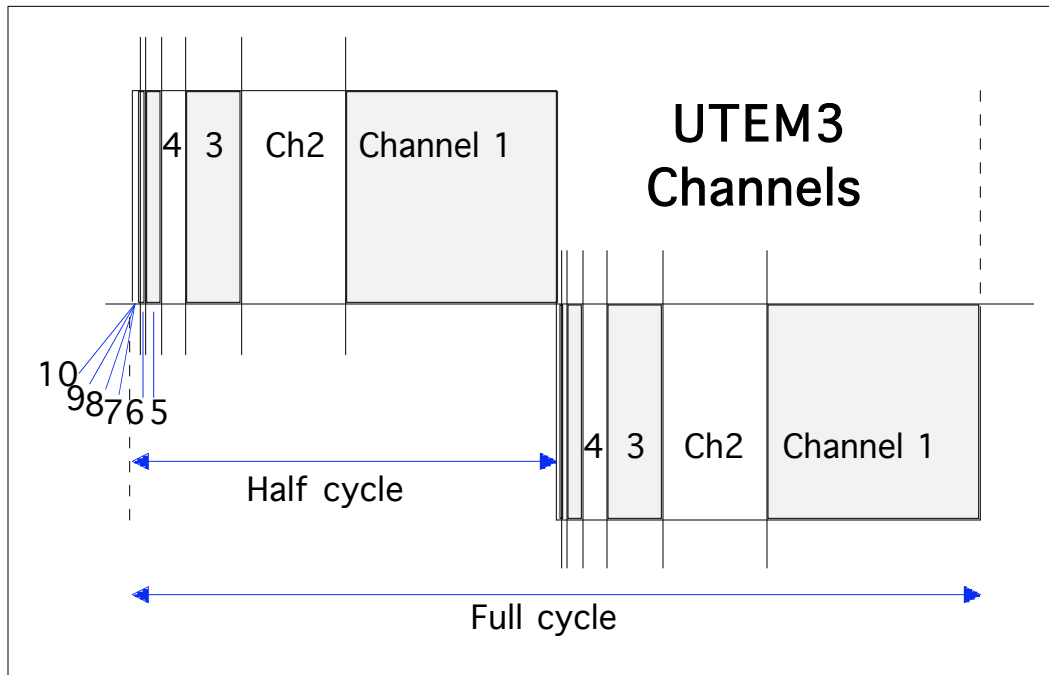 UTEM3
Channels
4 3 Ch2 Channel 1
10
9 8 7 6 5
4 3 Ch2 Channel 1
Half cycle
Full cycle